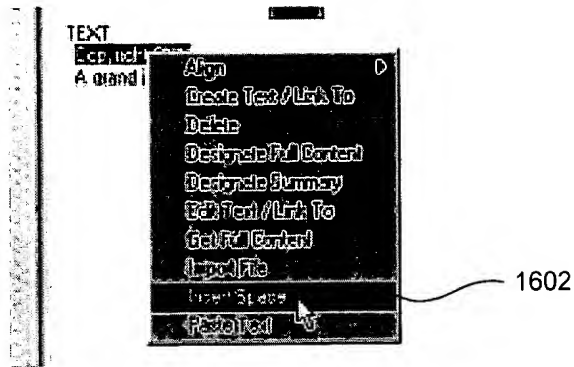 TEXT
A grand
Align
Create Text / Link To
Delete
Designate Full Content
Designate Summary
Edit Text / Link To
Get Full Content
Import File
Insert Space
1602
Paste Text